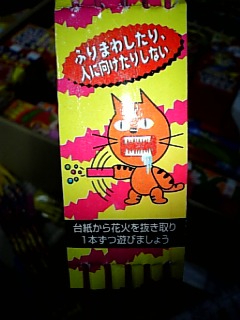 ふりまわしたり、
人に向けたりしない
台紙から花火を抜き取り
1本ずつ遊びましょう